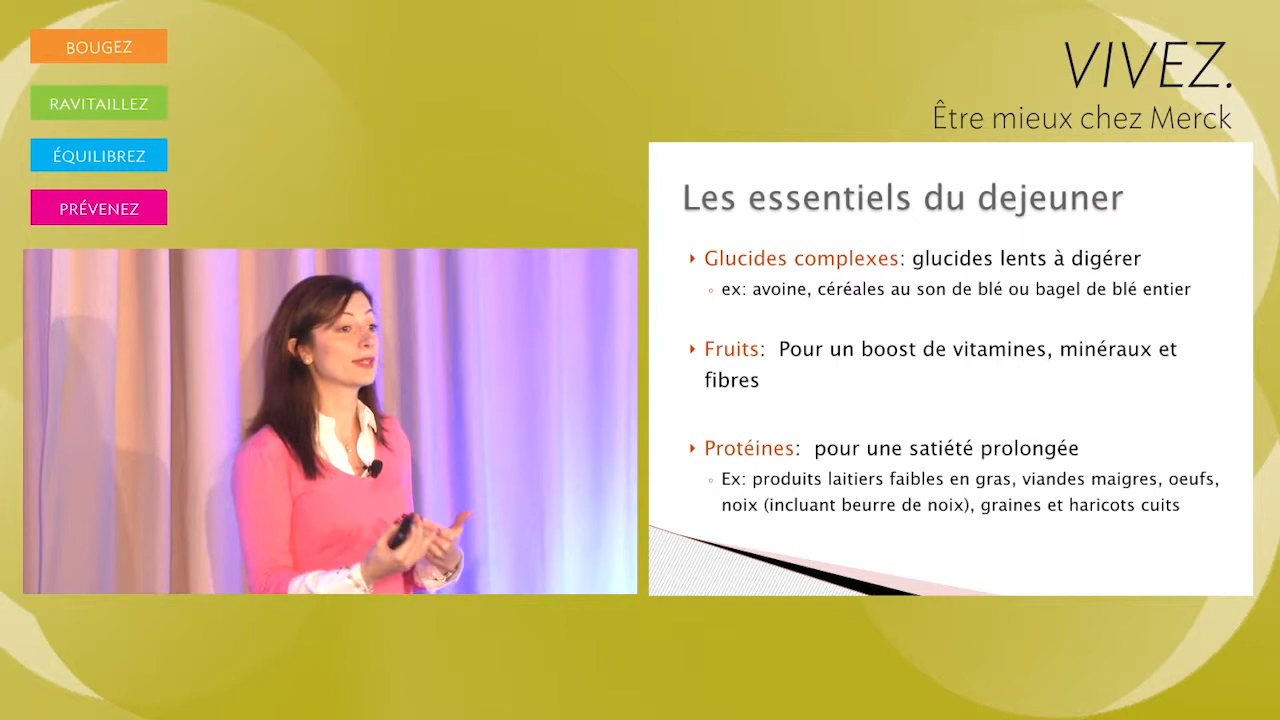 BOUGEZ
RAVITAILLEZ
ÉQUILIBREZ
PRÉVENEZ
VIVEZ.
Être mieux chez Merck
Les essentiels du dejeuner
Glucides complexes: glucides lents à digérer
ex: avoine, céréales au son de blé ou bagel de blé entier
Fruits: Pour un boost de vitamines, minéraux et
fibres
Protéines: pour une satiété prolongée
Ex: produits laitiers faibles en gras, viandes maigres, oeufs,
noix (incluant beurre de noix), graines et haricots cuits